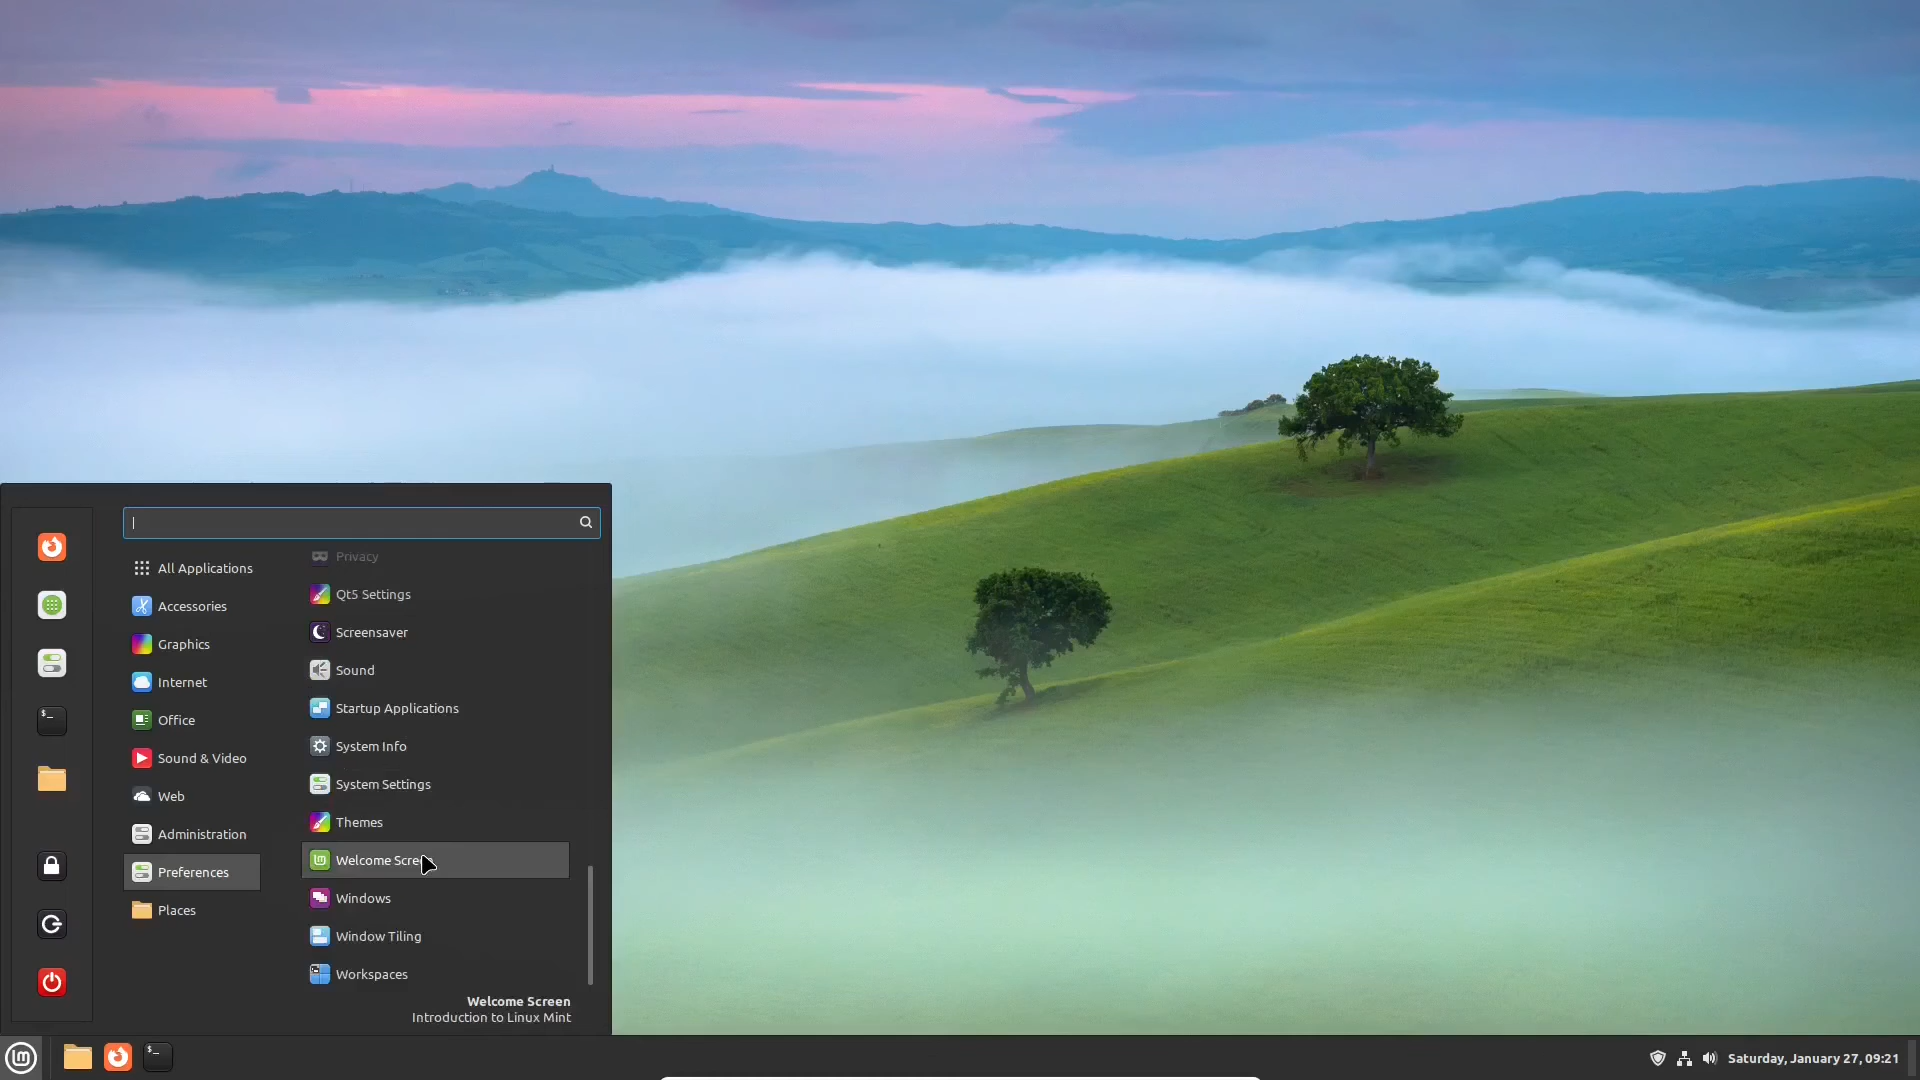 All Applications
Accessories
Graphics
Internet
Office
Sound & Video
Web
Administration
Preferences
Places
Privacy
Qt5 Settings
Screensaver
Sound
Startup Applications
System Info
System Settings
Themes
Welcome Screen
Windows
Window Tiling
Workspaces
Welcome Screen
Introduction to Linux Mint
Saturday, January 27, 09:21